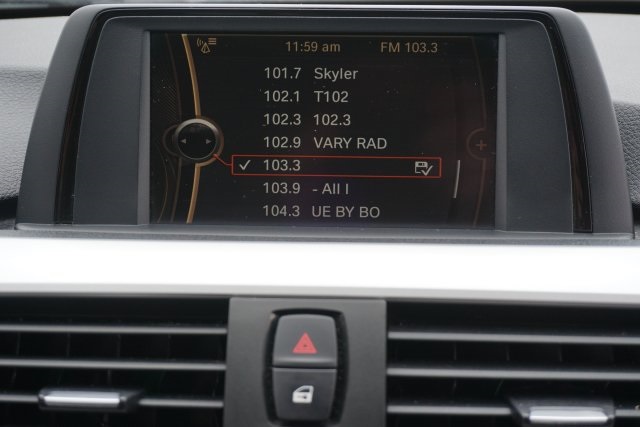 11:59 am FM 103.3
101.7 Skyler
102.1 T102
102.3 102.3
102.9 VARY RAD
103.3
103.9 - All I
104.3 UE BY BO